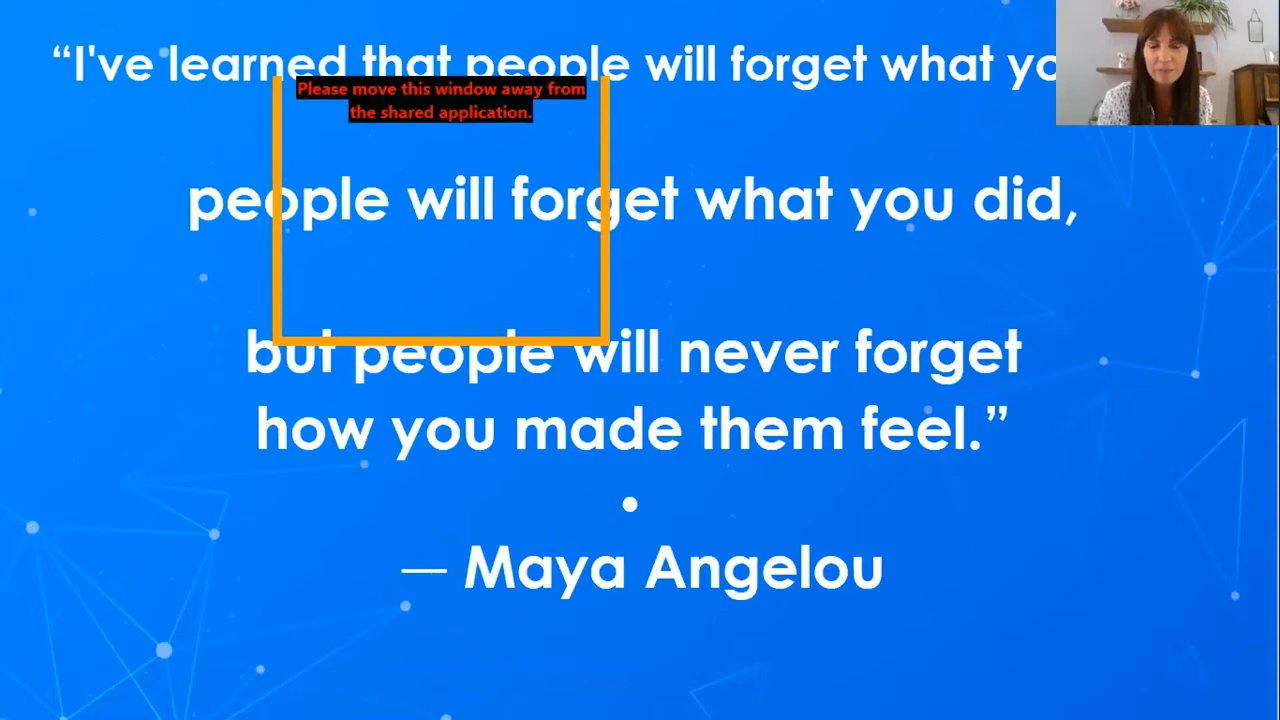 “I've learned that people will forget what
Please move this window away from
the shared application.
people will forget what you did,
but people will never forget
how you made them feel.”
•
— Maya Angelou